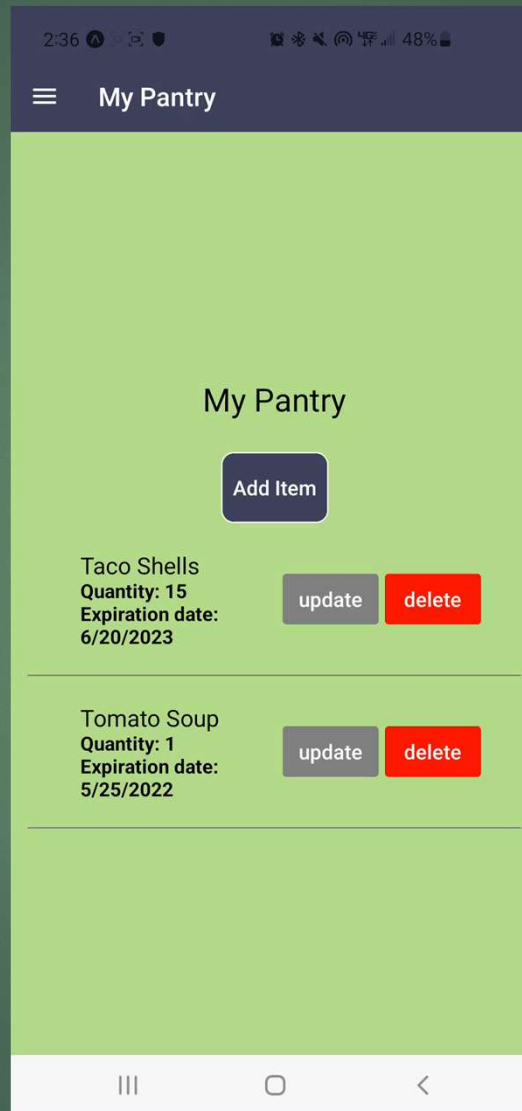 2:36 48%
My Pantry
My Pantry
Add Item
Taco Shells
Quantity: 15
Expiration date:
6/20/2023
update delete
Tomato Soup
Quantity: 1
Expiration date:
5/25/2022
update delete